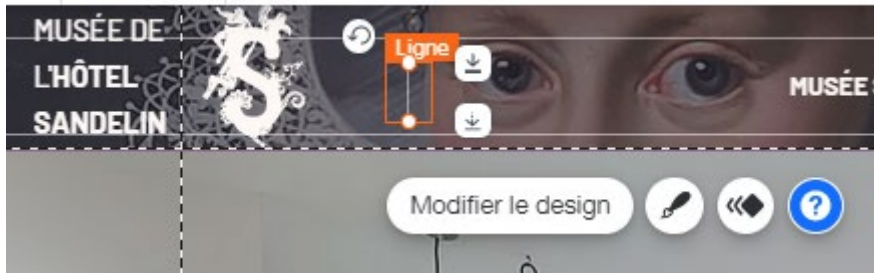 MUSÉE DE
L'HÔTEL
SANDELIN
S
Ligne
MUSÉE
Modifier le design
?